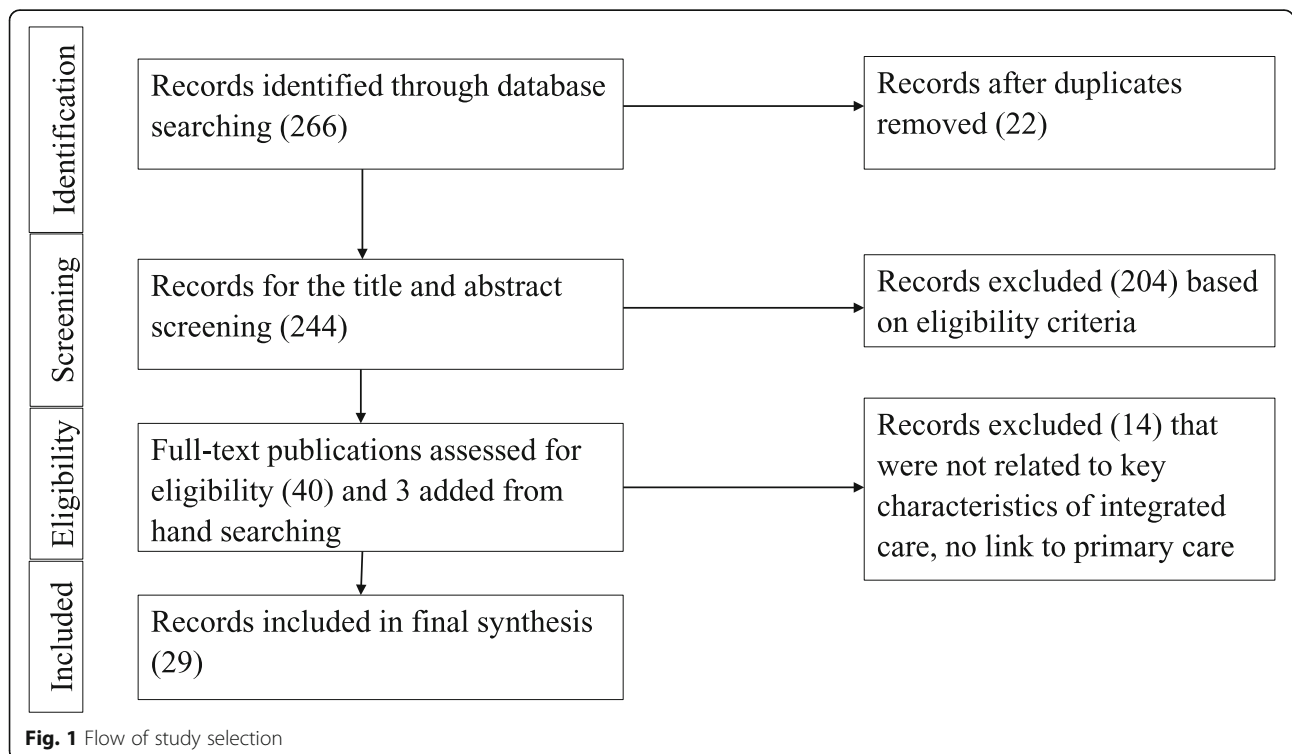 Identification
Records identified through database
searching (266)
Records after duplicates
removed (22)
Screening
Records for the title and abstract
screening (244)
Records excluded (204) based
on eligibility criteria
Eligibility
Full-text publications assessed for
eligibility (40) and 3 added from
hand searching
Records excluded (14) that
were not related to key
characteristics of integrated
care, no link to primary care
Included
Records included in final synthesis
(29)
Fig. 1 Flow of study selection